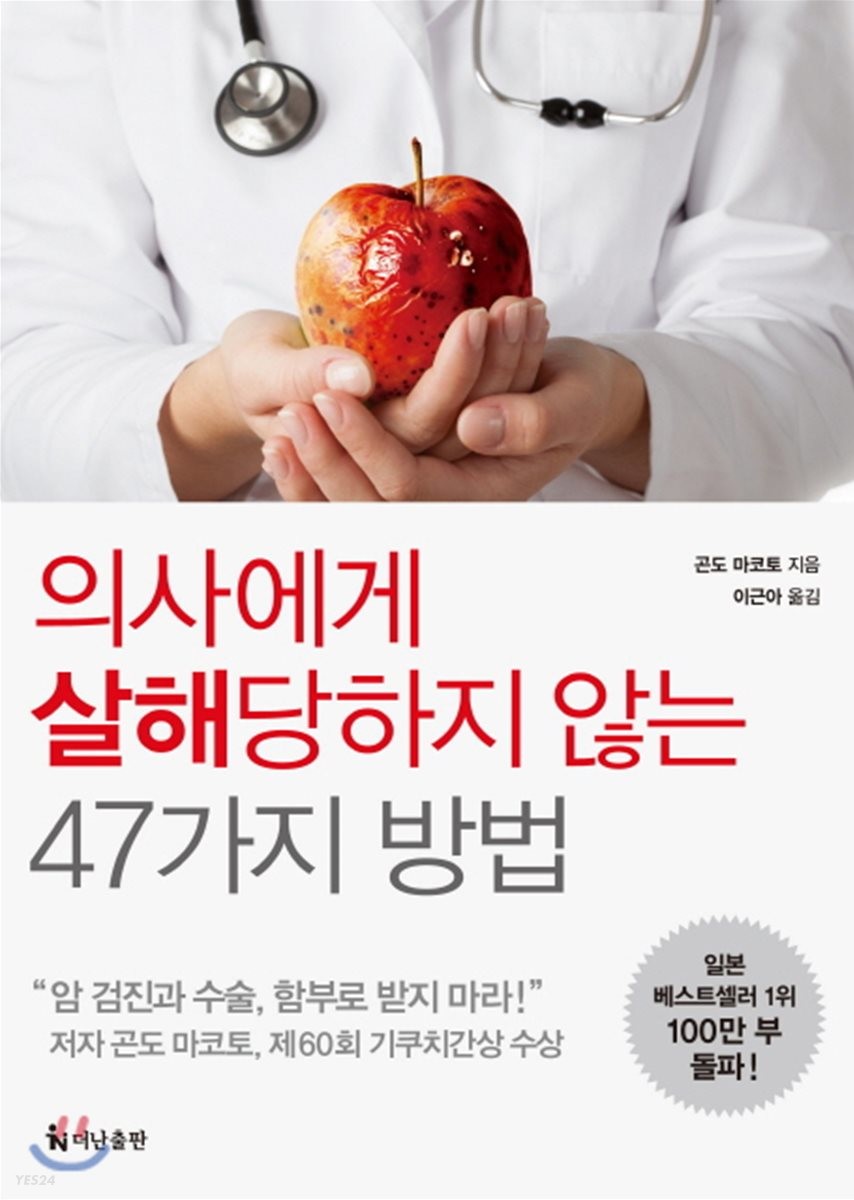 의사에게
살해당하지 않는
47가지 방법
곤도 마코토 지음
이근아 옮김
“암 검진과 수술, 함부로 받지 마라!”
저자 곤도 마코토, 제60회 기쿠치간상 수상
일본
베스트셀러 1위
100만 부
돌파!
더난출판
YES24